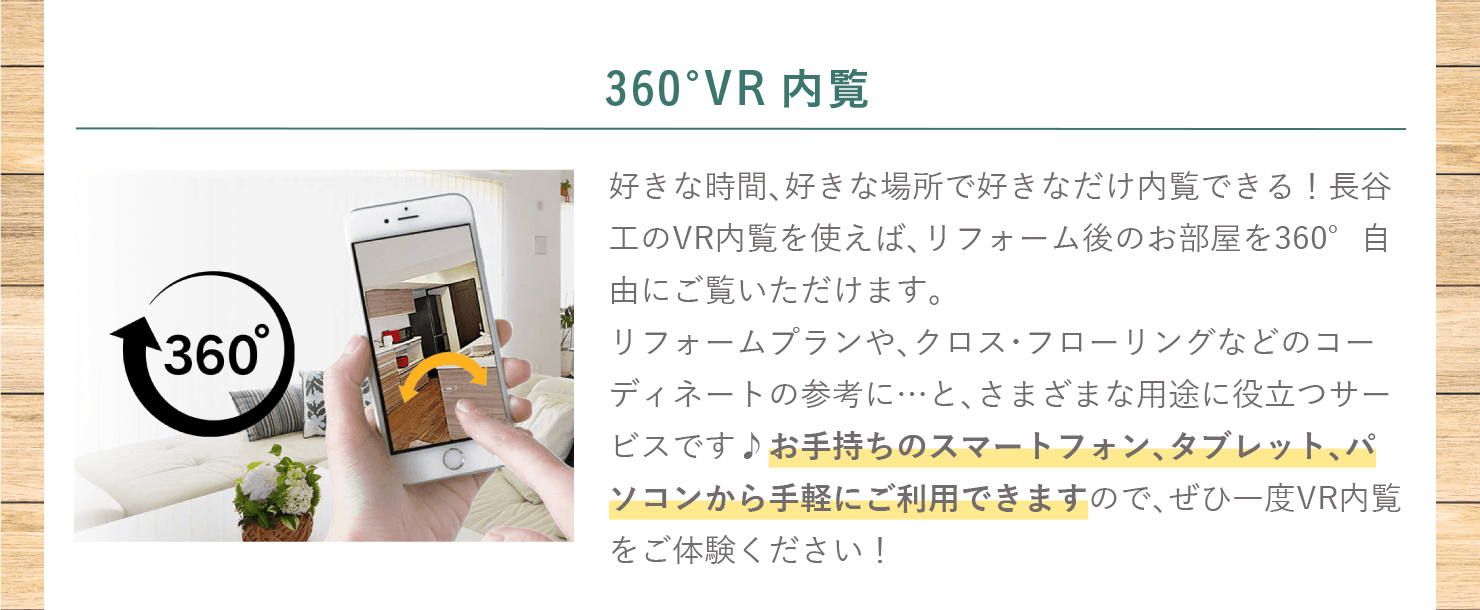 360°VR 内覧
360°
好きな時間、好きな場所で好きなだけ内覧できる！長谷
工のVR内覧を使えば、リフォーム後のお部屋を360°自
由にご覧いただけます。
リフォームプランや、クロス・フローリングなどのコー
ディネートの参考に…と、さまざまな用途に役立つサー
ビスです♪お手持ちのスマートフォン、タブレット、パ
ソコンから手軽にご利用できますので、ぜひ一度VR内覧
をご体験ください！